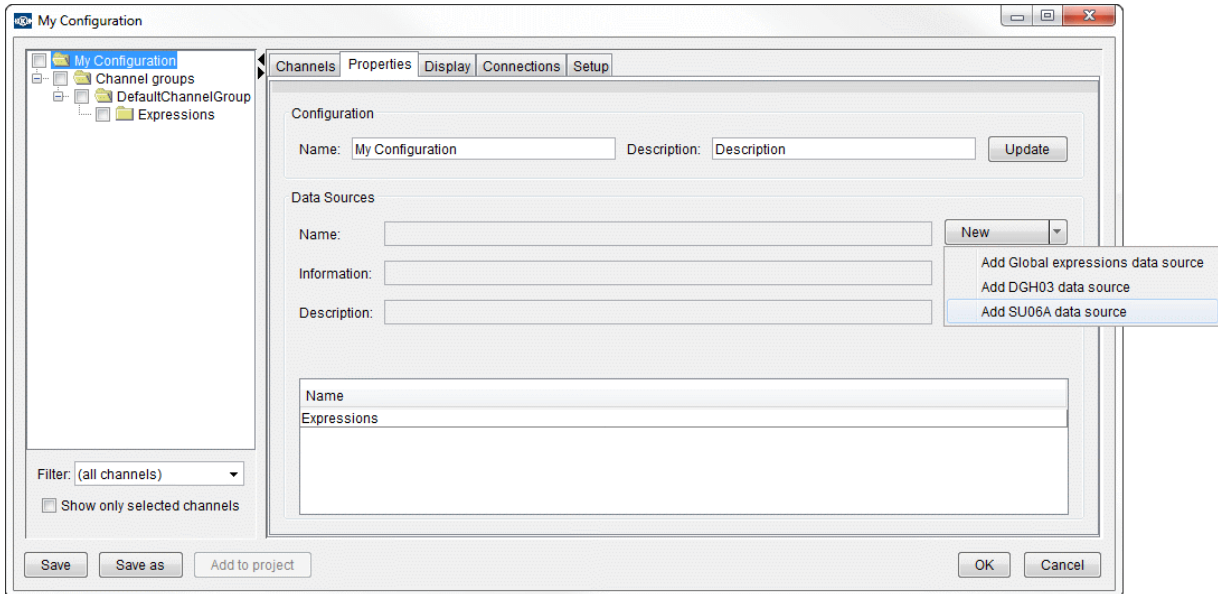 My Configuration
My Configuration
Channel groups
DefaultChannelGroup
Expressions
Filter: (all channels)
Show only selected channels
Channels Properties Display Connections Setup
Configuration
Name: My Configuration Description: Description Update
Data Sources
Name: New
Add Global expressions data source
Information:
Add DGH03 data source
Description:
Add SU06A data source
Name
Expressions
Save Save as Add to project OK Cancel